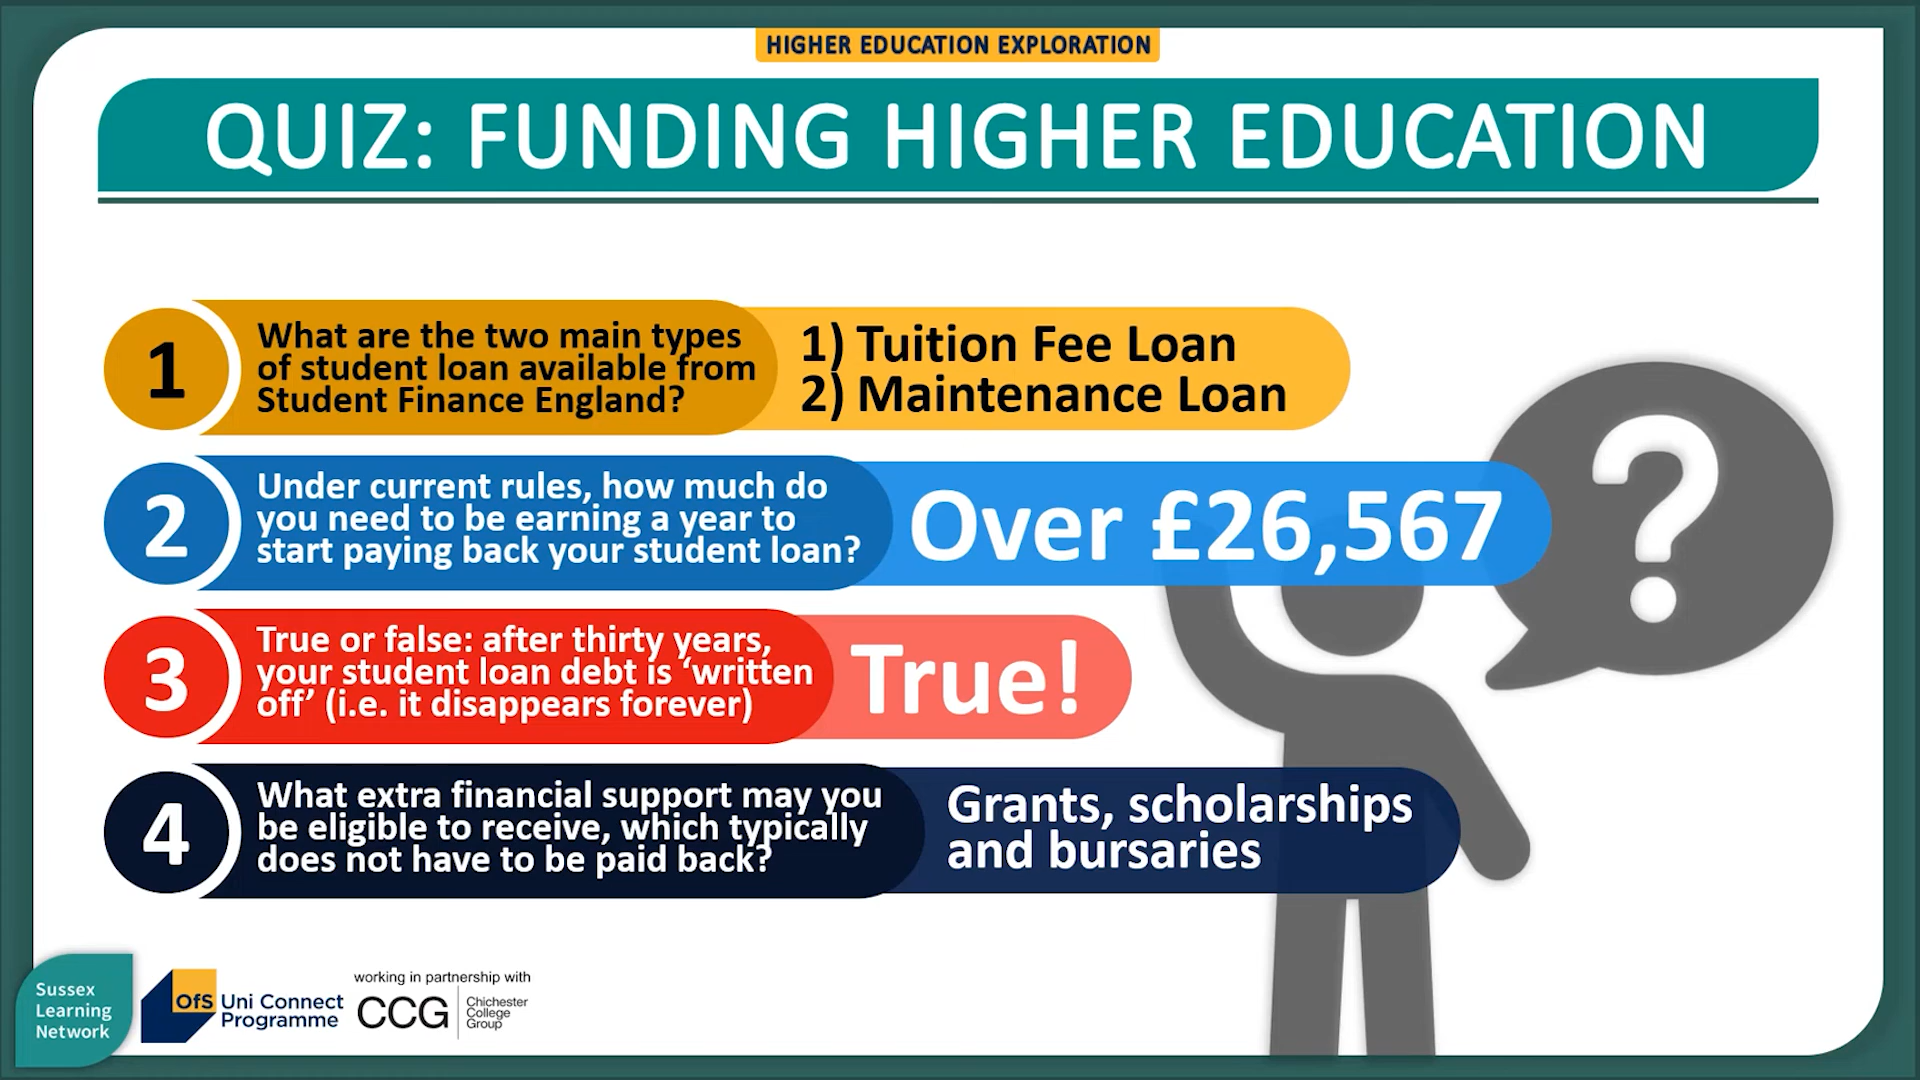 HIGHER EDUCATION EXPLORATION
QUIZ: FUNDING HIGHER EDUCATION
1
What are the two main types
of student loan available from
Student Finance England?
1) Tuition Fee Loan
2) Maintenance Loan
2
Under current rules, how much do
you need to be earning a year to
start paying back your student loan?
Over £26,567
?
3
True or false: after thirty years,
your student loan debt is ‘written
off’ (i.e. it disappears forever)
True!
4
What extra financial support may you
be eligible to receive, which typically
does not have to be paid back?
Grants, scholarships
and bursaries
Sussex
Learning
Network
OfS
Uni Connect
Programme
working in partnership with
CCG
Chichester
College
Group